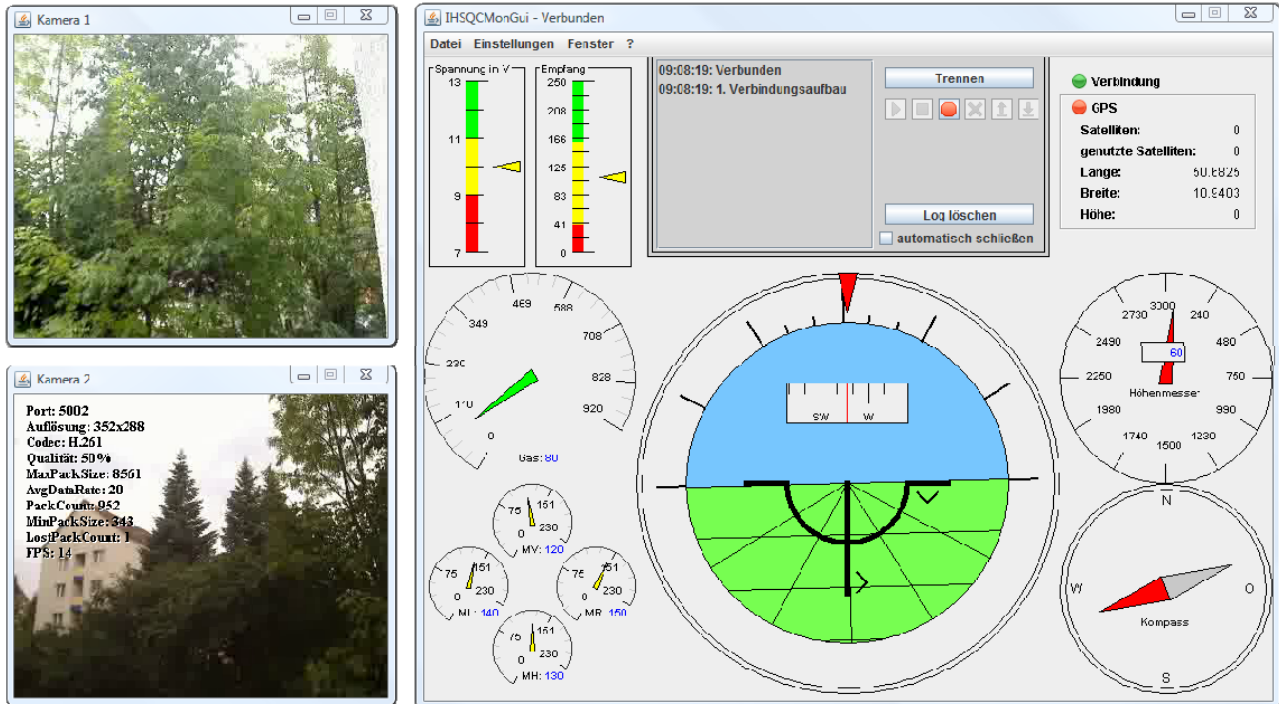 Kamera 1
Kamera 2
Port: 5002
Auflösung: 352x288
Codec: H.261
Qualität: 50%
MaxPackSize: 8561
AvgDataRate: 20
PackCount: 952
MinPackSize: 343
LostPackCount: 1
FPS: 14
IHSQCMonGui - Verbunden
Datei Einstellungen Fenster ?
Spannung in V
13
11
9
7
Empfang
250
208
166
125
83
41
0
09:08:19: Verbunden
09:08:19: 1. Verbindungsaufbau
Trennen
Log löschen
automatisch schließen
Verbindung
GPS
Satelliten: 0
genutzte Satelliten: 0
Länge: 50.6825
Breite: 10.9403
Höhe: 0
0
110
230
349
469
588
708
828
920
Gas: 80
0 75 151 230
MV: 120
0 75 151 230
ML: 140
0 75 151 230
MR: 150
0 75 151 230
MH: 130
SW W
3000
240
480
750
990
1230
1500
1740
1980
2250
2490
2730
60
Höhenmesser
N
W
O
S
Kompass